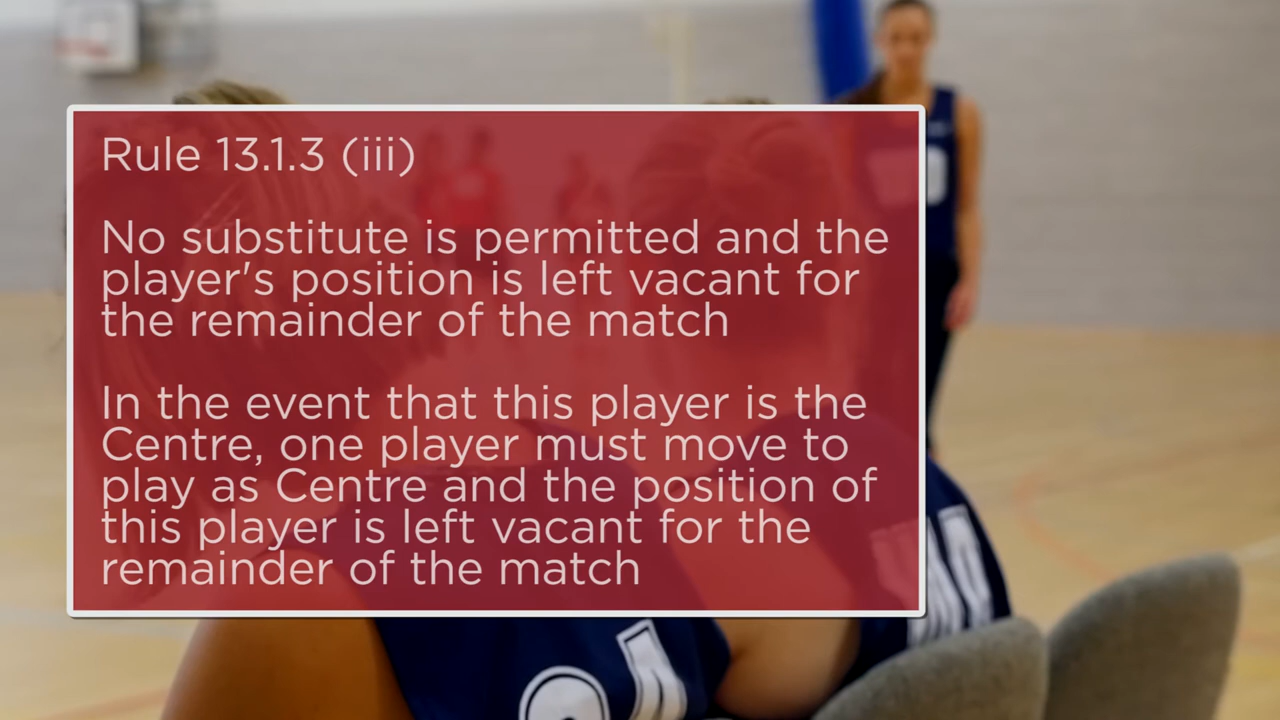 Rule 13.1.3 (iii)
No substitute is permitted and the
player's position is left vacant for
the remainder of the match
In the event that this player is the
Centre, one player must move to
play as Centre and the position of
this player is left vacant for the
remainder of the match